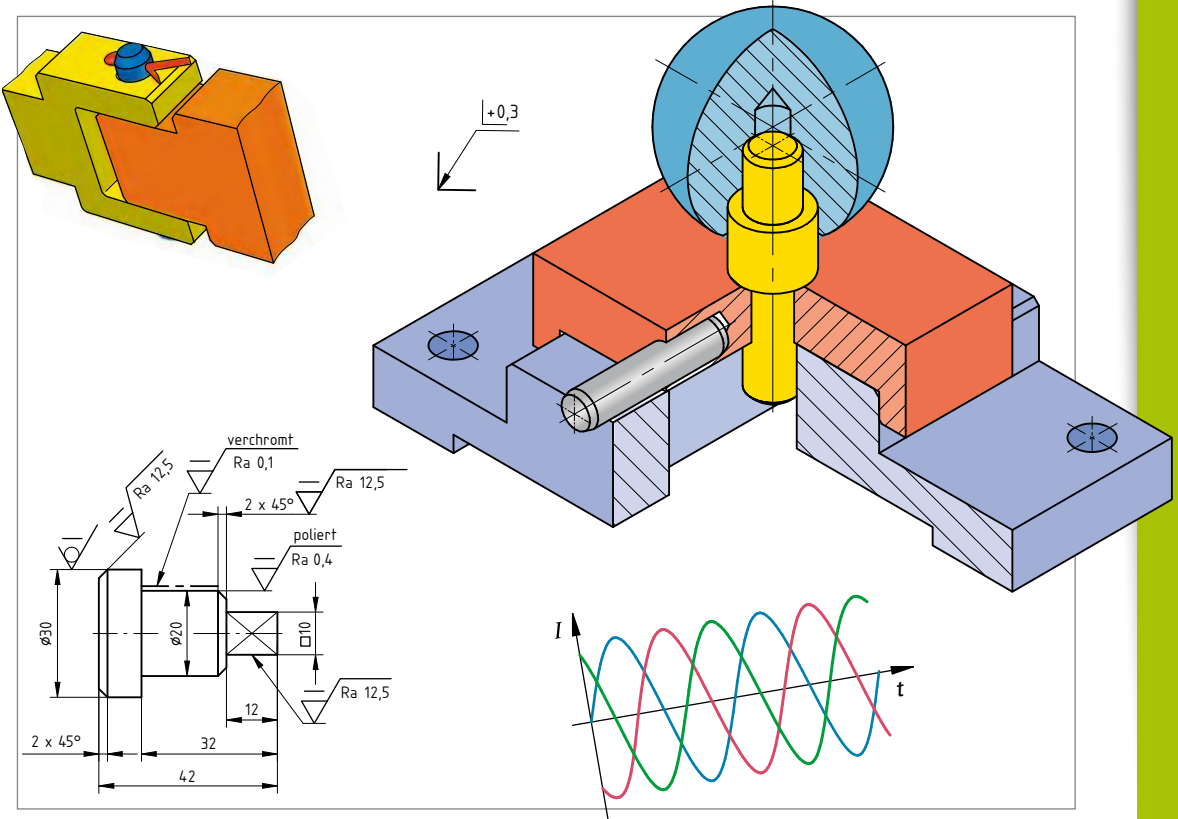 +0,3
verchromt
Ra 0,1
Ra 12,5
2 x 45°
Ra 12,5
poliert
Ra 0,4
ø30
ø20
□10
Ra 12,5
12
2 x 45°
32
42
I
t